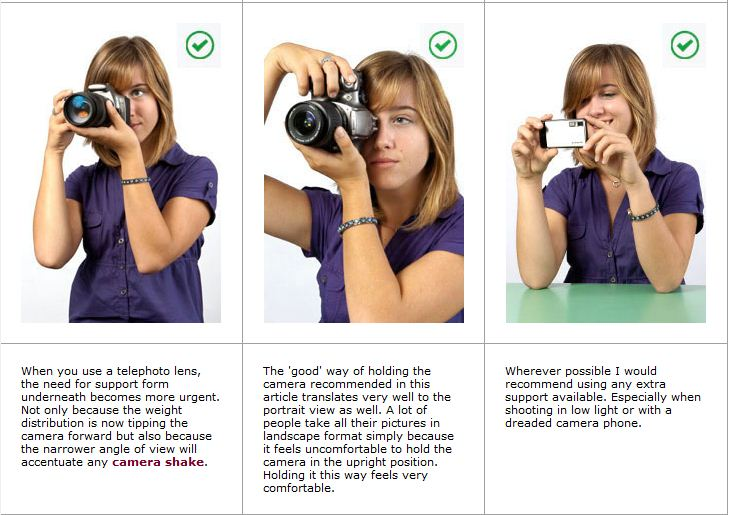 When you use a telephoto lens,
the need for support form
underneath becomes more urgent.
Not only because the weight
distribution is now tipping the
camera forward but also because
the narrower angle of view will
accentuate any camera shake.
The 'good' way of holding the
camera recommended in this
article translates very well to the
portrait view as well. A lot of
people take all their pictures in
landscape format simply because
it feels uncomfortable to hold the
camera in the upright position.
Holding it this way feels very
comfortable.
Wherever possible I would
recommend using any extra
support available. Especially when
shooting in low light or with a
dreaded camera phone.